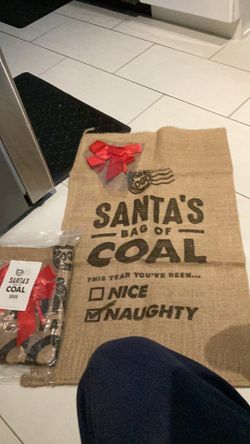 SANTA'S
BAG OF
COAL
THIS YEAR YOU'VE BEEN...
NICE
NAUGHTY
SANTA'S
COAL